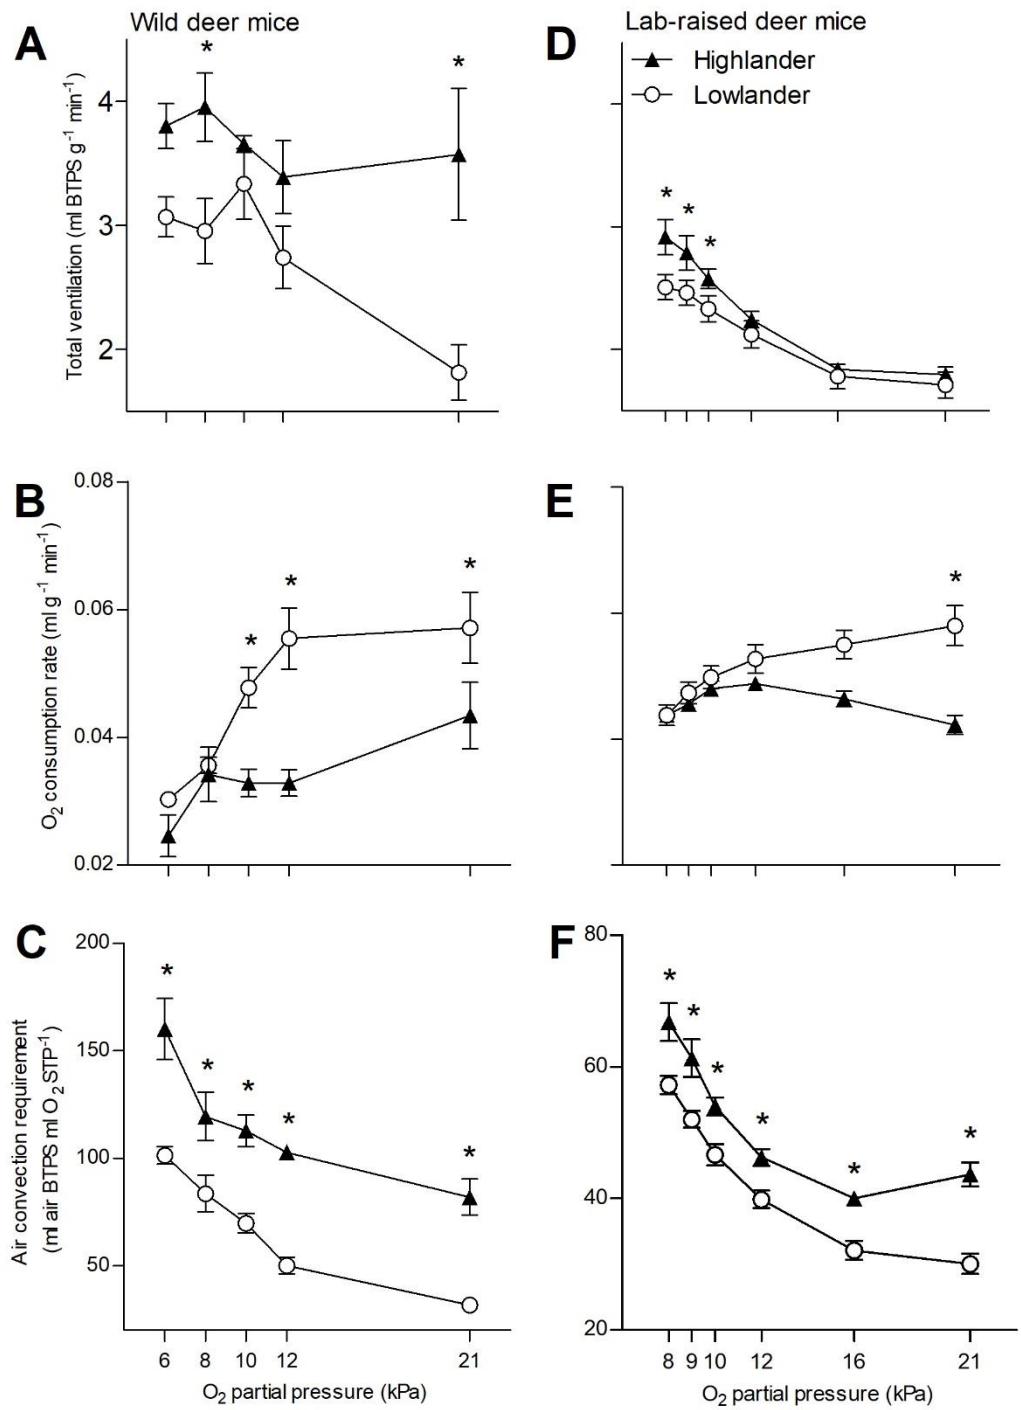 Wild deer mice
Lab-raised deer mice
A
D
Highlander
Lowlander
Total ventilation (ml BTPS g⁻¹ min⁻¹)
4
3
2
* *
* * *
B
E
O₂ consumption rate (ml g⁻¹ min⁻¹)
0.08
0.06
0.04
0.02
* * *
*
C
F
Air convection requirement
(ml air BTPS ml O₂ STP⁻¹)
200
150
100
50
* * * * *
6 8 10 12 21
O₂ partial pressure (kPa)
80
60
40
20
* * * * * *
8 9 10 12 16 21
O₂ partial pressure (kPa)